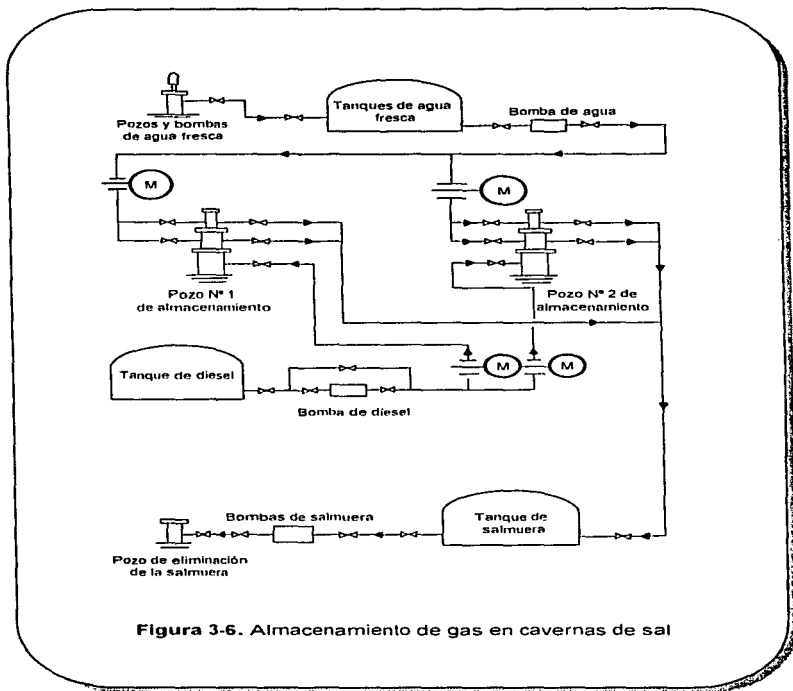 Tanques de agua
fresca
Bomba de agua
Pozos y bombas
de agua fresca
M
M
Pozo Nº 1
de almacenamiento
Pozo Nº 2 de
almacenamiento
Tanque de diesel
M
M
Bomba de diesel
Bombas de salmuera
Tanque de
salmuera
Pozo de eliminación
de la salmuera
Figura 3-6. Almacenamiento de gas en cavernas de sal